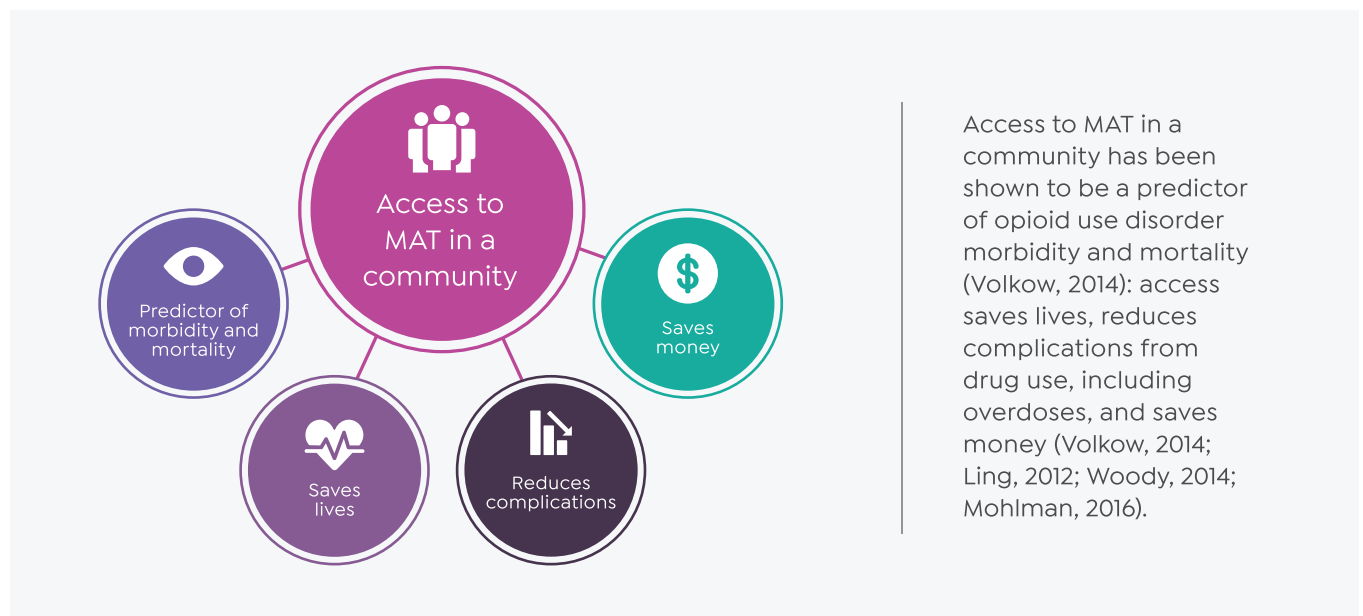 Access to
MAT in a
community
Predictor of
morbidity and
mortality
Saves
lives
Reduces
complications
$
Saves
money
Access to MAT in a
community has been
shown to be a predictor
of opioid use disorder
morbidity and mortality
(Volkow, 2014): access
saves lives, reduces
complications from
drug use, including
overdoses, and saves
money (Volkow, 2014;
Ling, 2012; Woody, 2014;
Mohlman, 2016).